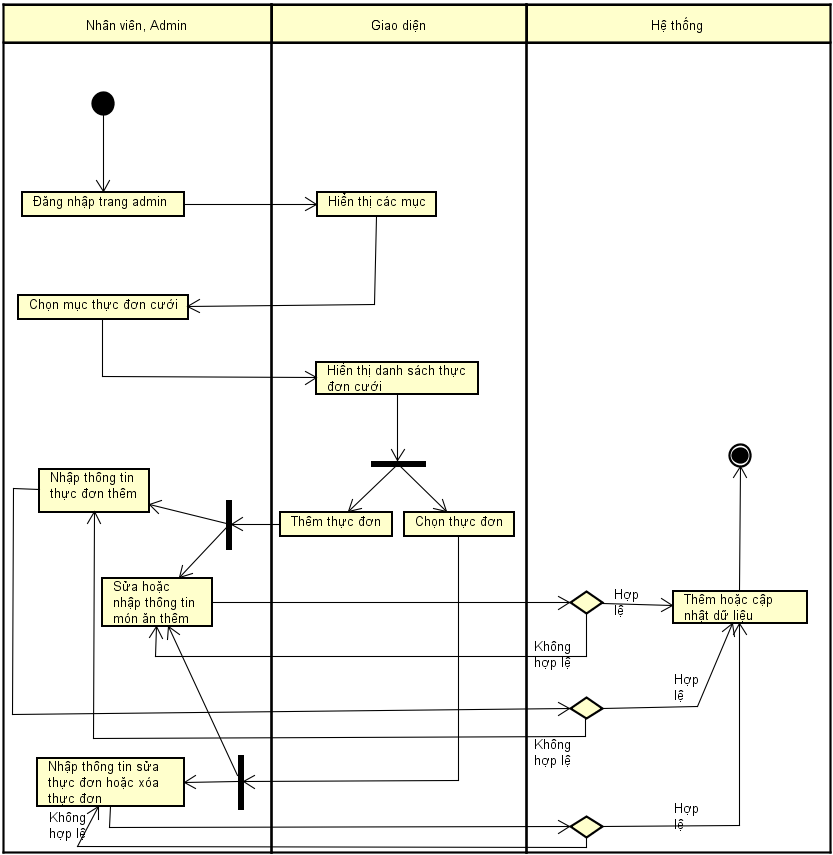 Nhân viên, Admin
Giao diện
Hệ thống
Đăng nhập trang admin
Hiển thị các mục
Chọn mục thực đơn cưới
Hiển thị danh sách thực
đơn cưới
Nhập thông tin
thực đơn thêm
Thêm thực đơn
Chọn thực đơn
Sửa hoặc
nhập thông tin
món ăn thêm
Hợp
lệ
Thêm hoặc cập
nhật dữ liệu
Không
hợp lệ
Hợp
lệ
Không
hợp lệ
Nhập thông tin sửa
thực đơn hoặc xóa
thực đơn
Hợp
lệ
Không
hợp lệ